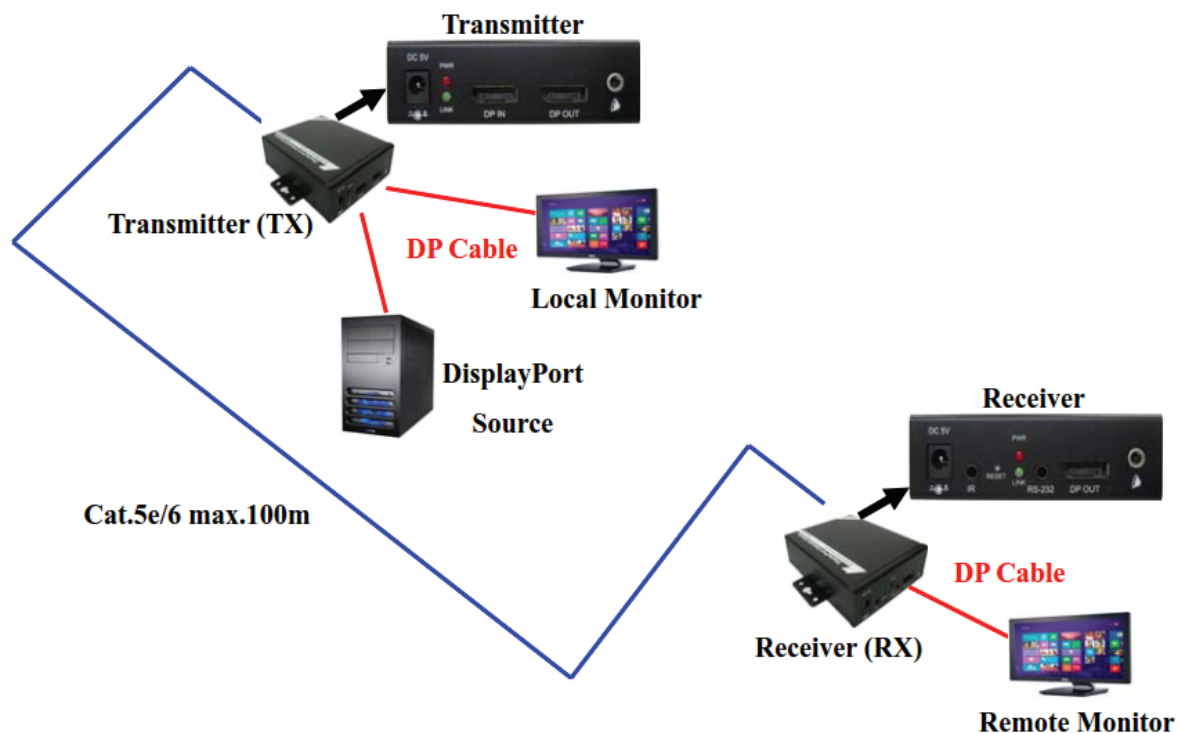 Transmitter
DC 5V
PWR
LINK
DP IN
DP OUT
Transmitter (TX)
DP Cable
Local Monitor
DisplayPort
Source
Cat.5e/6 max.100m
Receiver
DC 5V
PWR
IR
RESET
LINK
RS-232
DP OUT
DP Cable
Receiver (RX)
Remote Monitor